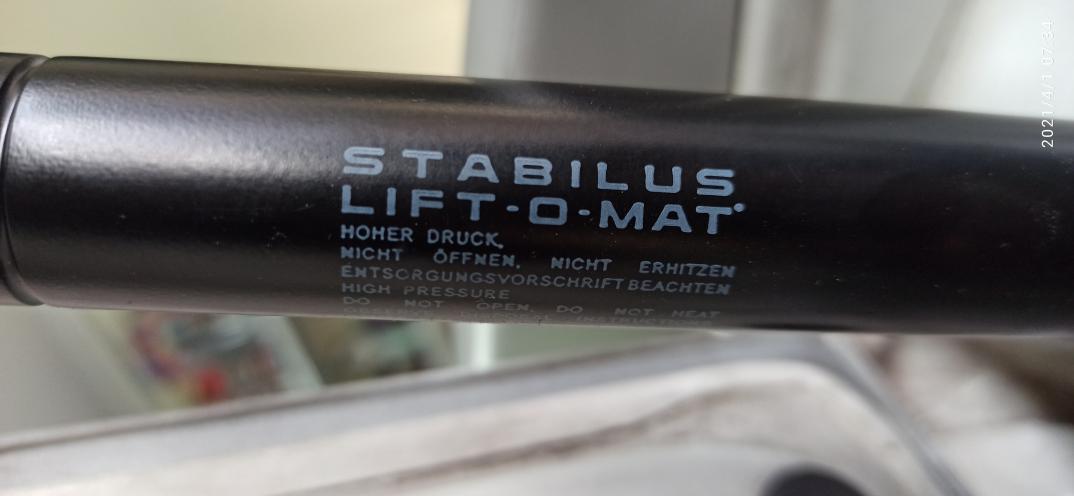 STABILUS
LIFT-O-MAT
HOHER DRUCK,
NICHT ÖFFNEN, NICHT ERHITZEN
ENTSORGUNGSVORSCHRIFT BEACHTEN
HIGH PRESSURE
DO NOT OPEN, DO NOT HEAT
2021/4/1 07:34